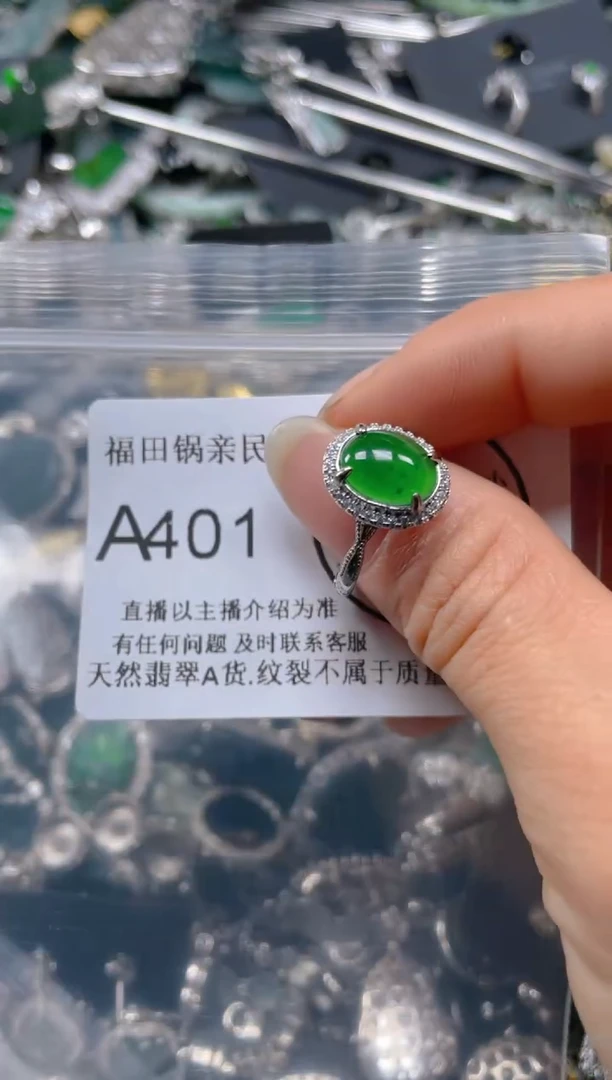 福田锅亲民
A401
直播以主播介绍为准
有任何问题 及时联系客服
天然翡翠A货.纹裂不属于质量